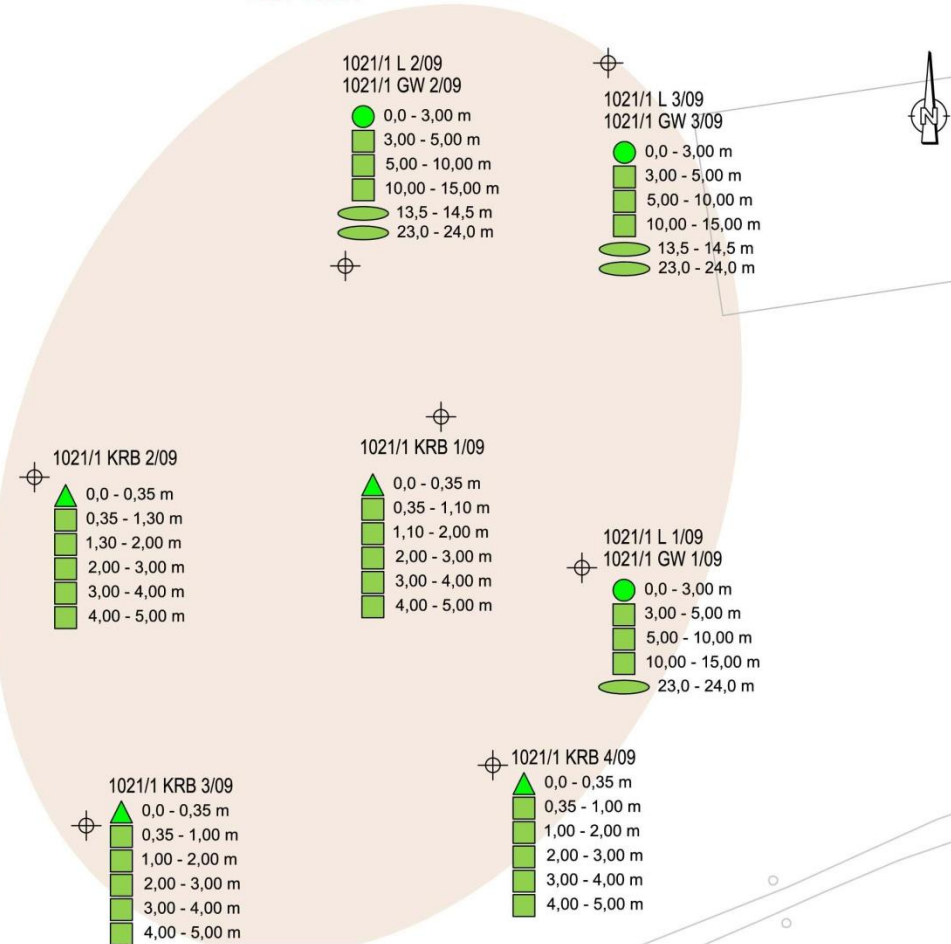 1021/1 L 2/09
1021/1 GW 2/09
0,0 - 3,00 m
3,00 - 5,00 m
5,00 - 10,00 m
10,00 - 15,00 m
13,5 - 14,5 m
23,0 - 24,0 m
1021/1 L 3/09
1021/1 GW 3/09
0,0 - 3,00 m
3,00 - 5,00 m
5,00 - 10,00 m
10,00 - 15,00 m
13,5 - 14,5 m
23,0 - 24,0 m
N
1021/1 KRB 2/09
0,0 - 0,35 m
0,35 - 1,30 m
1,30 - 2,00 m
2,00 - 3,00 m
3,00 - 4,00 m
4,00 - 5,00 m
1021/1 KRB 1/09
0,0 - 0,35 m
0,35 - 1,10 m
1,10 - 2,00 m
2,00 - 3,00 m
3,00 - 4,00 m
4,00 - 5,00 m
1021/1 L 1/09
1021/1 GW 1/09
0,0 - 3,00 m
3,00 - 5,00 m
5,00 - 10,00 m
10,00 - 15,00 m
23,0 - 24,0 m
1021/1 KRB 3/09
0,0 - 0,35 m
0,35 - 1,00 m
1,00 - 2,00 m
2,00 - 3,00 m
3,00 - 4,00 m
4,00 - 5,00 m
1021/1 KRB 4/09
0,0 - 0,35 m
0,35 - 1,00 m
1,00 - 2,00 m
2,00 - 3,00 m
3,00 - 4,00 m
4,00 - 5,00 m